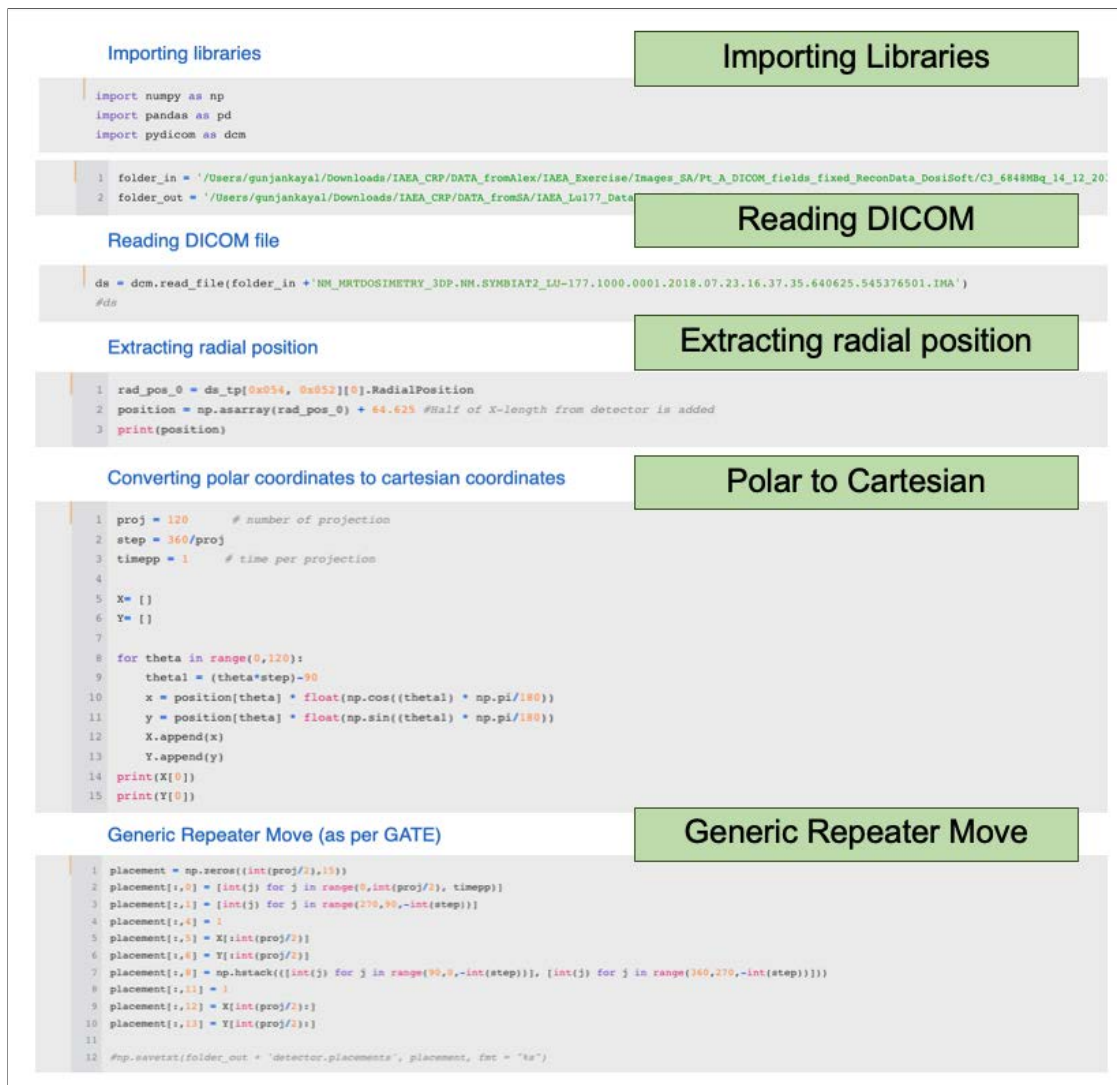 Importing libraries
Importing Libraries
import numpy as np
import pandas as pd
import pydicom as dcm
1 folder_in = '/Users/gunjankayal/Downloads/IAEA_CRP/DATA_fromAlex/IAEA_Exercise/Images_SA/Pt_A_DICOM_fields_fixed_ReconData_DosiSoft/C3_6848MBq_14_12_20
2 folder_out = '/Users/gunjankayal/Downloads/IAEA_CRP/DATA_fromSA/IAEA_Lu177_Data
Reading DICOM
Reading DICOM file
ds = dcm.read_file(folder_in +'NM_MRTDOSIMETRY_3DP.NM.SYMBIAT2_LU-177.1000.0001.2018.07.23.16.37.35.640625.545376501.IMA')
#ds
Extracting radial position
Extracting radial position
1 rad_pos_0 = ds_tp[0x054, 0x052][0].RadialPosition
2 position = np.asarray(rad_pos_0) + 64.625 #Half of X-length from detector is added
3 print(position)
Converting polar coordinates to cartesian coordinates
Polar to Cartesian
1 proj = 120 # number of projection
2 step = 360/proj
3 timepp = 1 # time per projection
4
5 X= []
6 Y= []
7
8 for theta in range(0,120):
9 theta1 = (theta*step)-90
10 x = position[theta] * float(np.cos((theta1) * np.pi/180))
11 y = position[theta] * float(np.sin((theta1) * np.pi/180))
12 X.append(x)
13 Y.append(y)
14 print(X[0])
15 print(Y[0])
Generic Repeater Move (as per GATE)
Generic Repeater Move
1 placement = np.zeros((int(proj/2),15))
2 placement[:,0] = [int(j) for j in range(0,int(proj/2), timepp)]
3 placement[:,1] = [int(j) for j in range(270,90,-int(step))]
4 placement[:,4] = 1
5 placement[:,5] = X[:int(proj/2)]
6 placement[:,6] = Y[:int(proj/2)]
7 placement[:,8] = np.hstack(([int(j) for j in range(90,0,-int(step))], [int(j) for j in range(360,270,-int(step))]))
8 placement[:,11] = 1
9 placement[:,12] = X[int(proj/2):]
10 placement[:,13] = Y[int(proj/2):]
11
12 #np.savetxt(folder_out + 'detector.placements', placement, fmt = "%s")